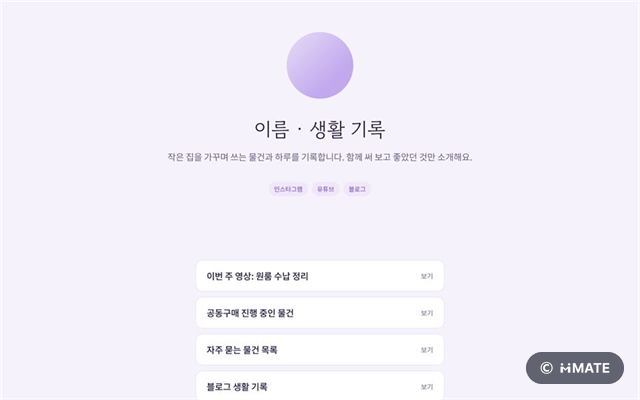 이름 · 생활 기록
작은 집을 가꾸며 쓰는 물건과 하루를 기록합니다. 함께 써 보고 좋았던 것만 소개해요.
인스타그램 유튜브 블로그
이번 주 영상: 원룸 수납 정리 보기
공동구매 진행 중인 물건 보기
자주 묻는 물건 목록 보기
블로그 생활 기록 보기
© MMATE